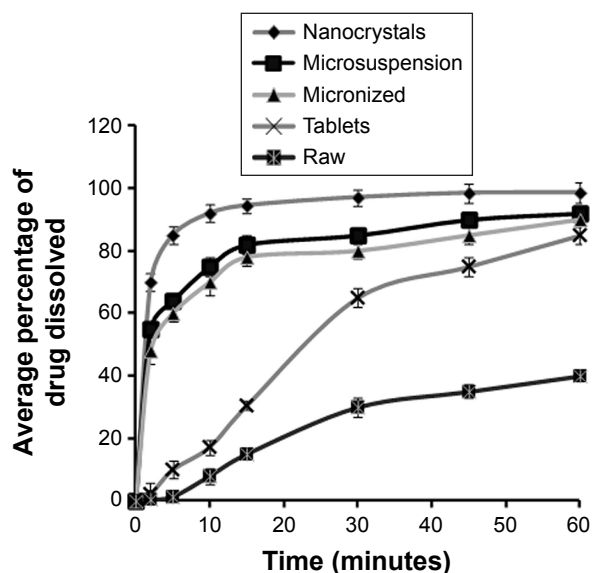 Nanocrystals
Microsuspension
Micronized
Tablets
Raw
120
100
80
60
40
20
0
0
10
20
30
40
50
60
Average percentage of
drug dissolved
Time (minutes)